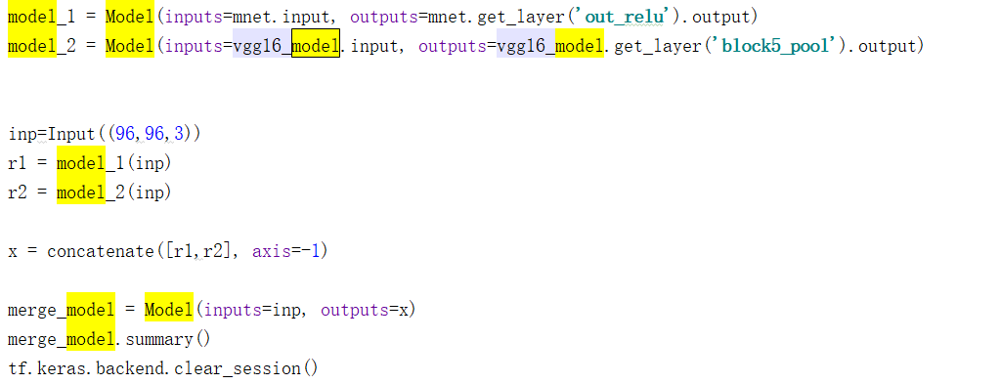 model_1 = Model(inputs=mnet.input, outputs=mnet.get_layer('out_relu').output)
model_2 = Model(inputs=vgg16_model.input, outputs=vgg16_model.get_layer('block5_pool').output)
inp=Input((96,96,3))
r1 = model_1(inp)
r2 = model_2(inp)
x = concatenate([r1,r2], axis=-1)
merge_model = Model(inputs=inp, outputs=x)
merge_model.summary()
tf.keras.backend.clear_session()